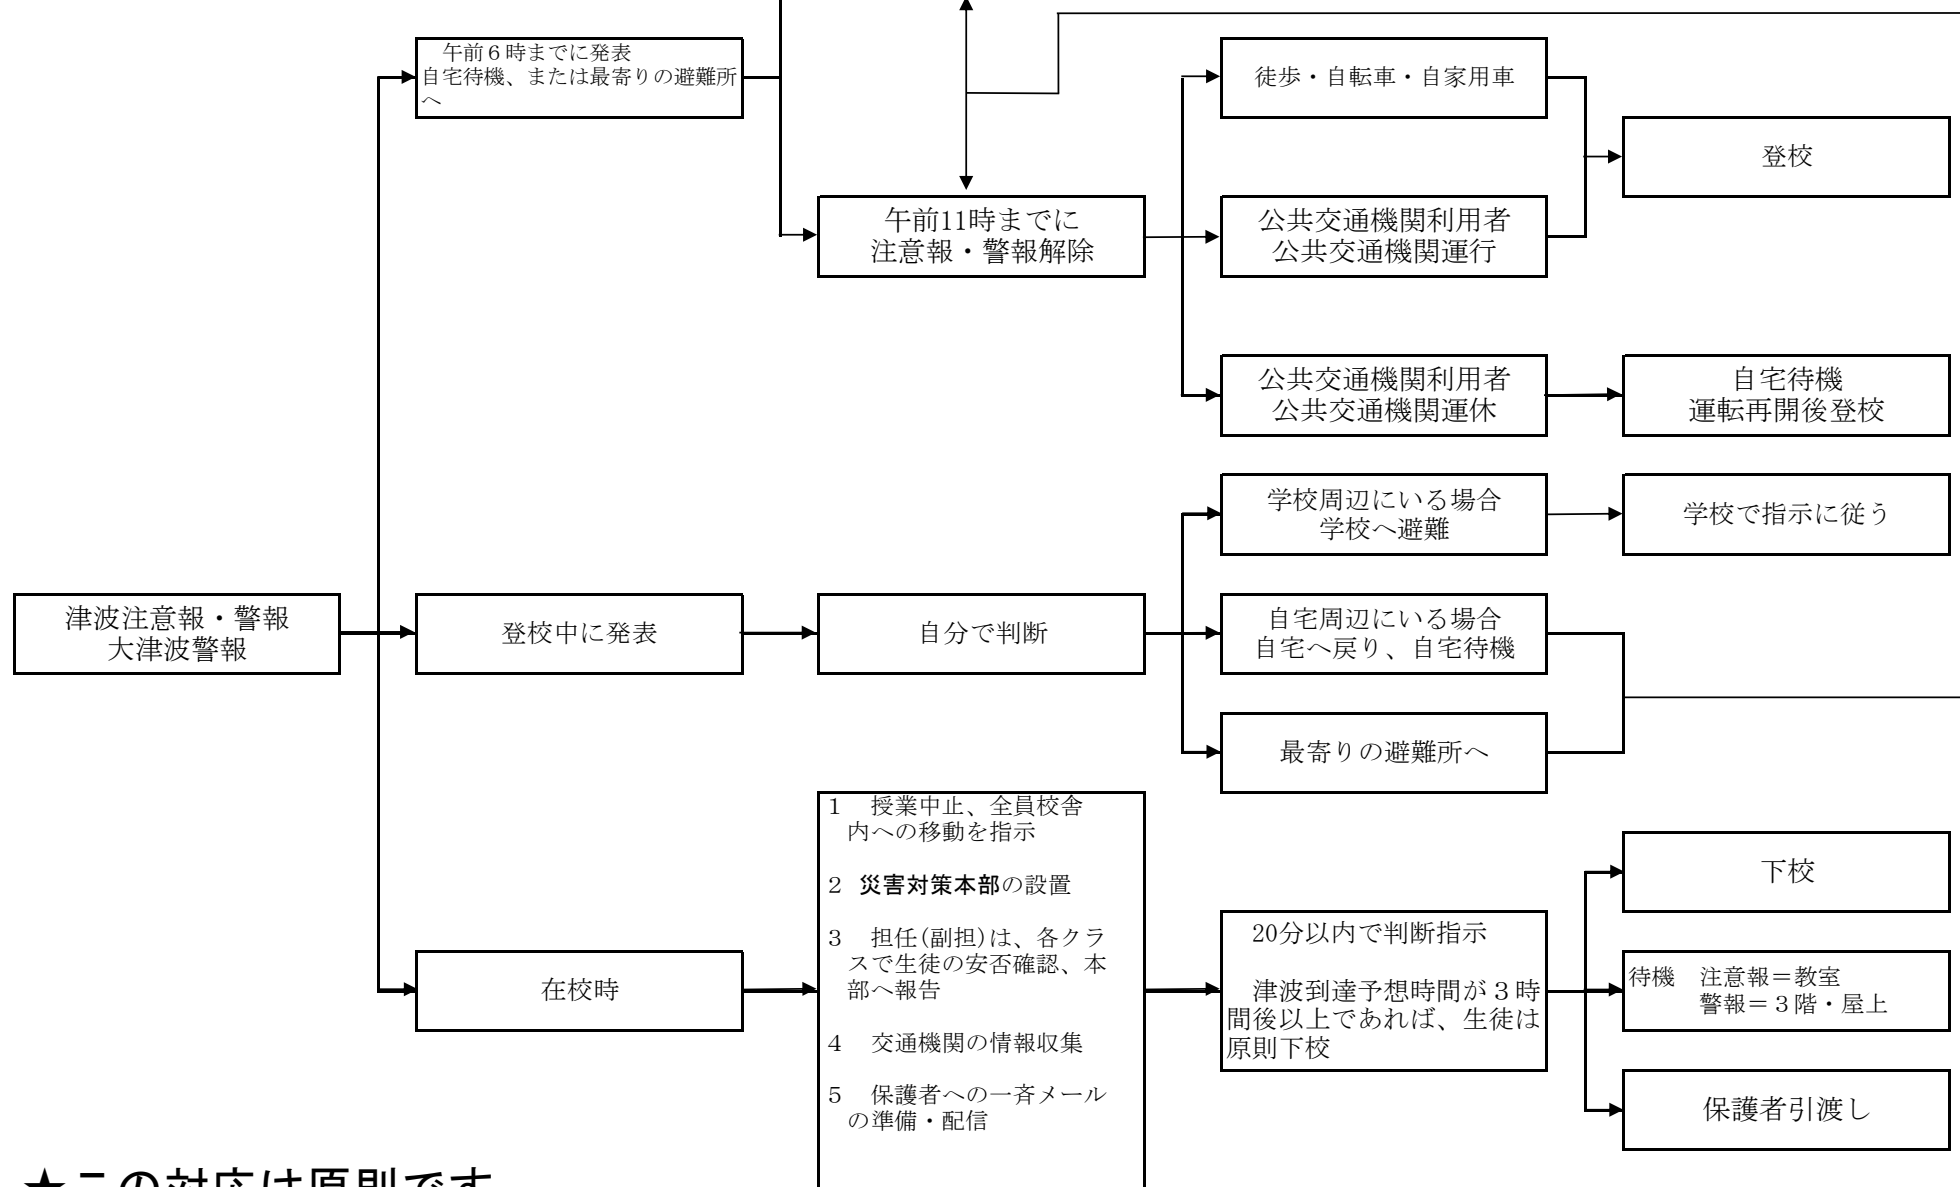 午前６時までに発表
自宅待機、または最寄りの避難所
へ
徒歩・自転車・自家用車
登校
午前11時までに
注意報・警報解除
公共交通機関利用者
公共交通機関運行
公共交通機関利用者
公共交通機関運休
自宅待機
運転再開後登校
学校周辺にいる場合
学校へ避難
学校で指示に従う
津波注意報・警報
大津波警報
登校中に発表
自分で判断
自宅周辺にいる場合
自宅へ戻り、自宅待機
最寄りの避難所へ
在校時
1　授業中止、全員校舎
内への移動を指示
2　災害対策本部の設置
3　担任(副担)は、各クラ
スで生徒の安否確認、本
部へ報告
4　交通機関の情報収集
5　保護者への一斉メール
の準備・配信
20分以内で判断指示
津波到達予想時間が３時
間後以上であれば、生徒は
原則下校
下校
待機　注意報＝教室
警報＝３階・屋上
保護者引渡し
★この対応は原則です